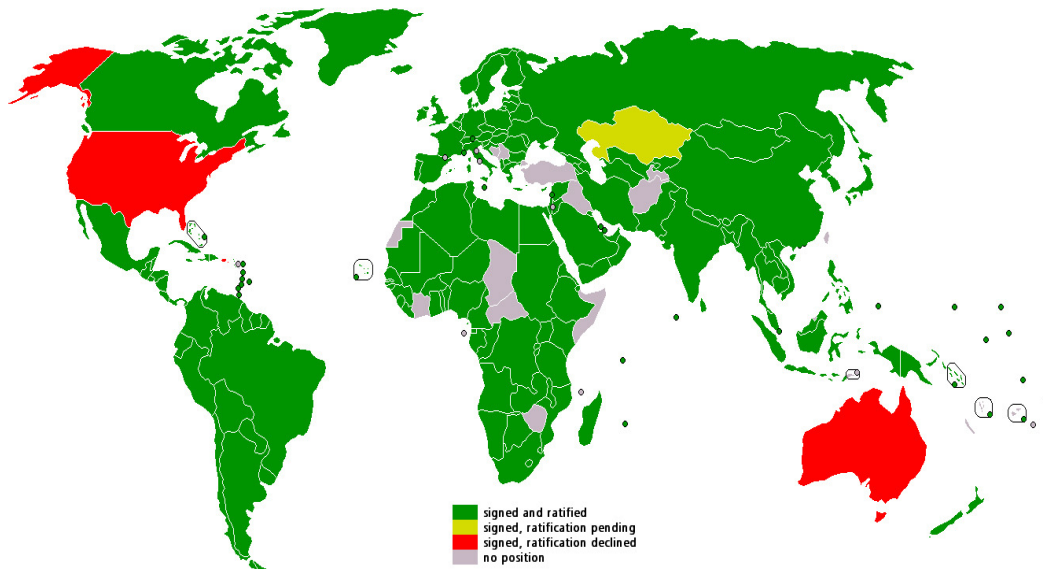 signed and ratified
signed, ratification pending
signed, ratification declined
no position